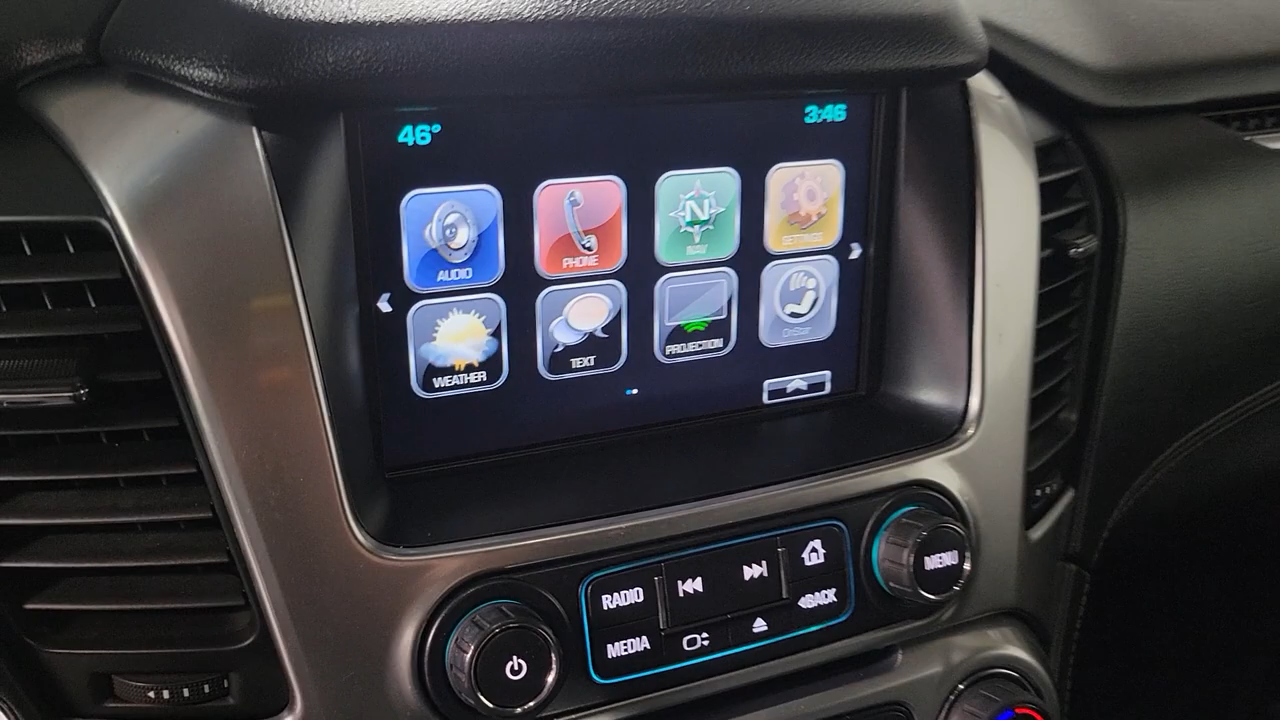 46°
3:46
AUDIO
PHONE
N
NAV
SETTINGS
WEATHER
TEXT
PROJECTION
OnStar
RADIO
MEDIA
BACK
MENU